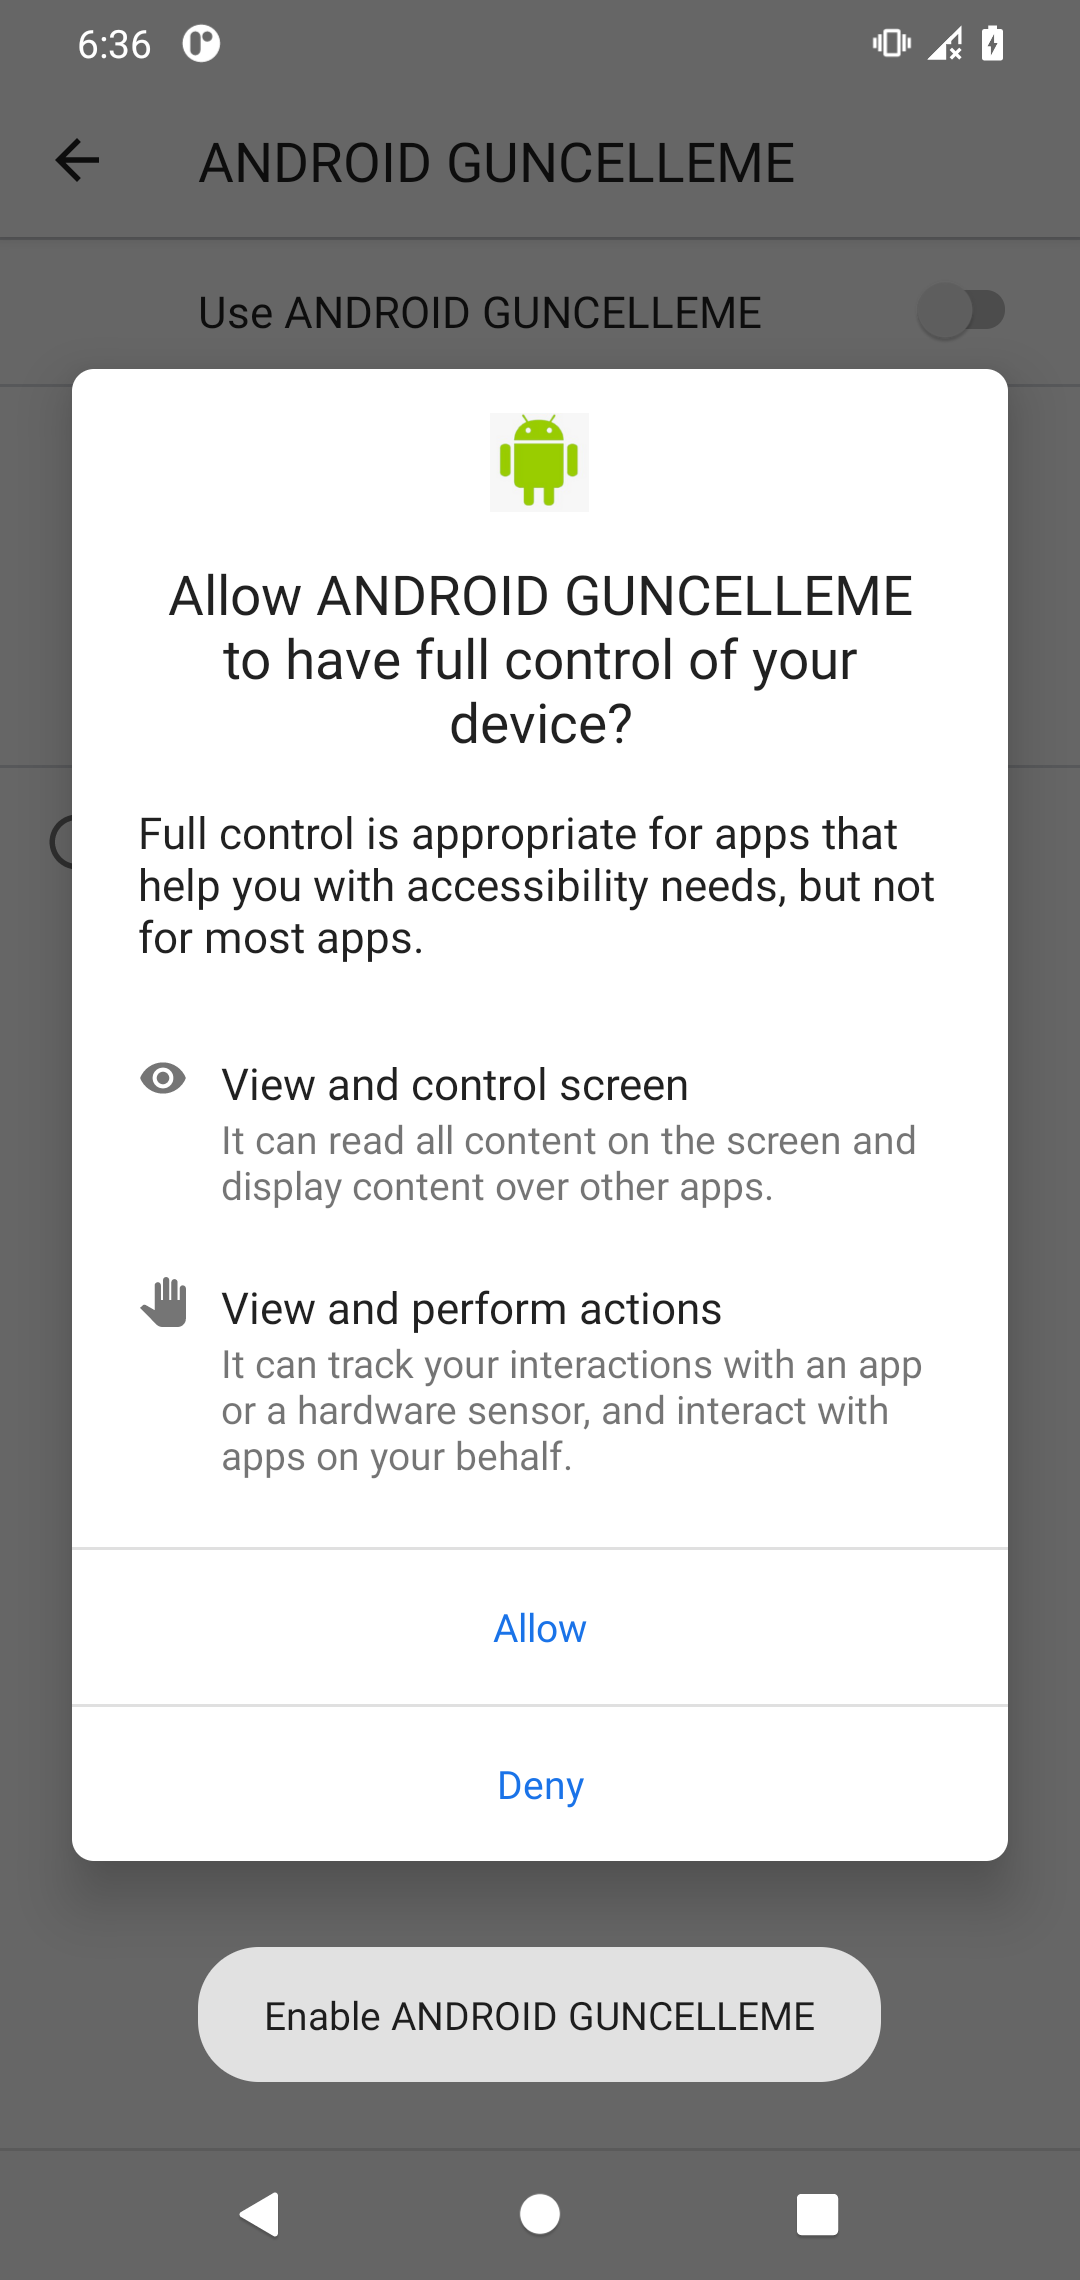 6:36
ANDROID GUNCELLEME
Use ANDROID GUNCELLEME
Allow ANDROID GUNCELLEME
to have full control of your
device?
Full control is appropriate for apps that
help you with accessibility needs, but not
for most apps.
View and control screen
It can read all content on the screen and
display content over other apps.
View and perform actions
It can track your interactions with an app
or a hardware sensor, and interact with
apps on your behalf.
Allow
Deny
Enable ANDROID GUNCELLEME